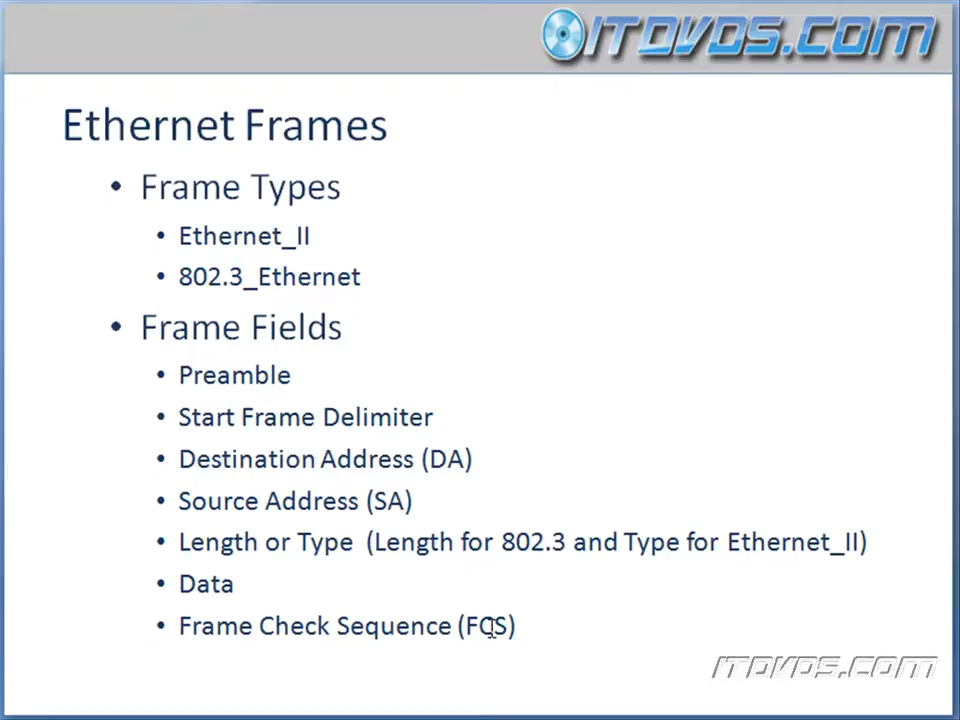 ITDVDS.COM
Ethernet Frames
• Frame Types
• Ethernet_II
• 802.3_Ethernet
• Frame Fields
• Preamble
• Start Frame Delimiter
• Destination Address (DA)
• Source Address (SA)
• Length or Type (Length for 802.3 and Type for Ethernet_II)
• Data
• Frame Check Sequence (FCS)
ITDVDS.COM